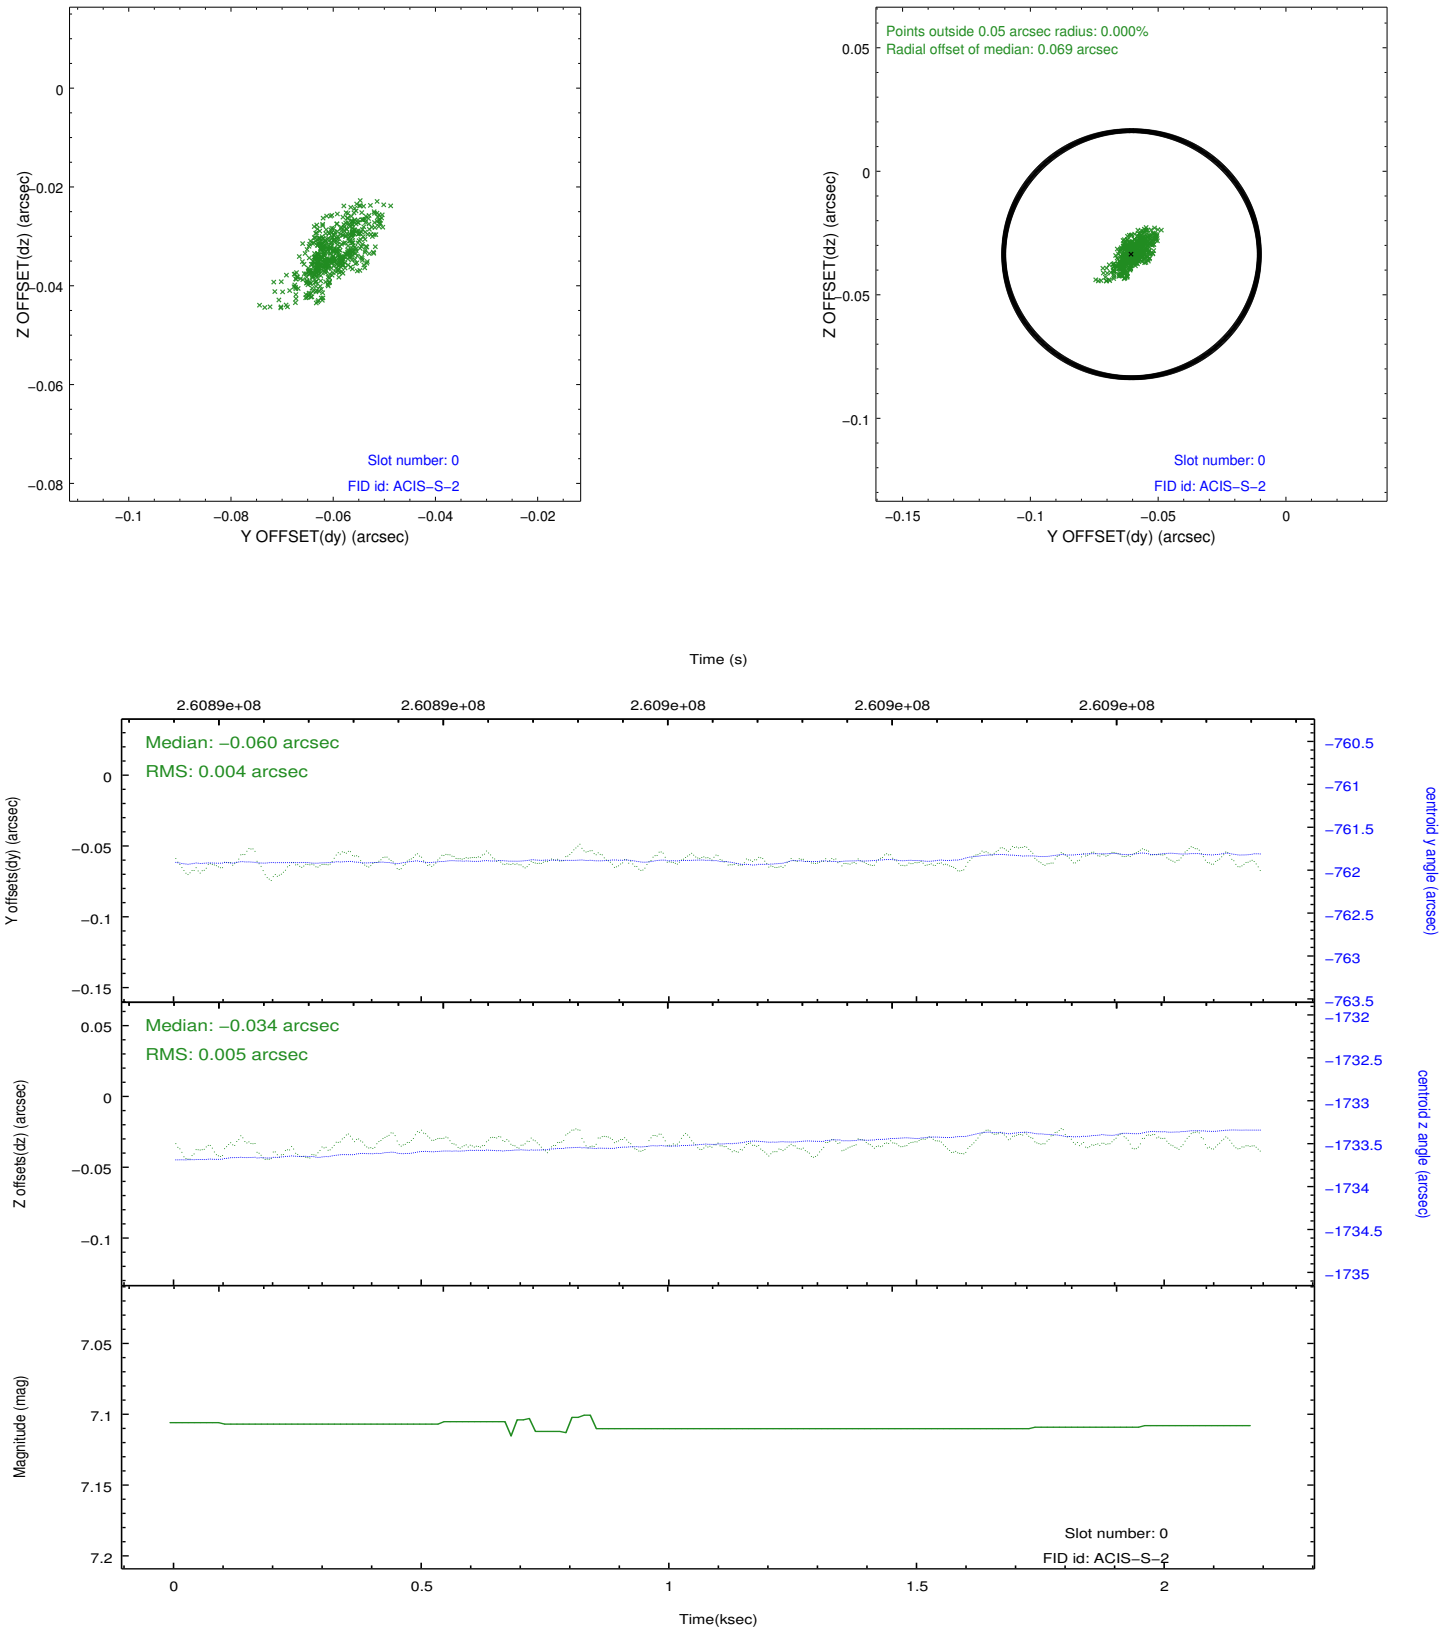 0
−0.02
−0.04
−0.06
−0.08
Z OFFSET(dz) (arcsec)
Slot number: 0
FID id: ACIS−S−2
−0.1
−0.08
−0.06
−0.04
−0.02
Y OFFSET(dy) (arcsec)
Points outside 0.05 arcsec radius: 0.000%
Radial offset of median: 0.069 arcsec
0.05
0
−0.05
−0.1
Z OFFSET(dz) (arcsec)
Slot number: 0
FID id: ACIS−S−2
−0.15
−0.1
−0.05
0
Y OFFSET(dy) (arcsec)
Time (s)
2.6089e+08
2.6089e+08
2.609e+08
2.609e+08
2.609e+08
Median: −0.060 arcsec
RMS: 0.004 arcsec
0
−0.05
−0.1
−0.15
Y offsets(dy) (arcsec)
−760.5
−761
−761.5
−762
−762.5
−763
−763.5
centroid y angle (arcsec)
Median: −0.034 arcsec
RMS: 0.005 arcsec
0.05
0
−0.05
−0.1
Z offsets(dz) (arcsec)
−1732
−1732.5
−1733
−1733.5
−1734
−1734.5
−1735
centroid z angle (arcsec)
7.05
7.1
7.15
7.2
Magnitude (mag)
Slot number: 0
FID id: ACIS−S−2
0
0.5
1
1.5
2
Time(ksec)